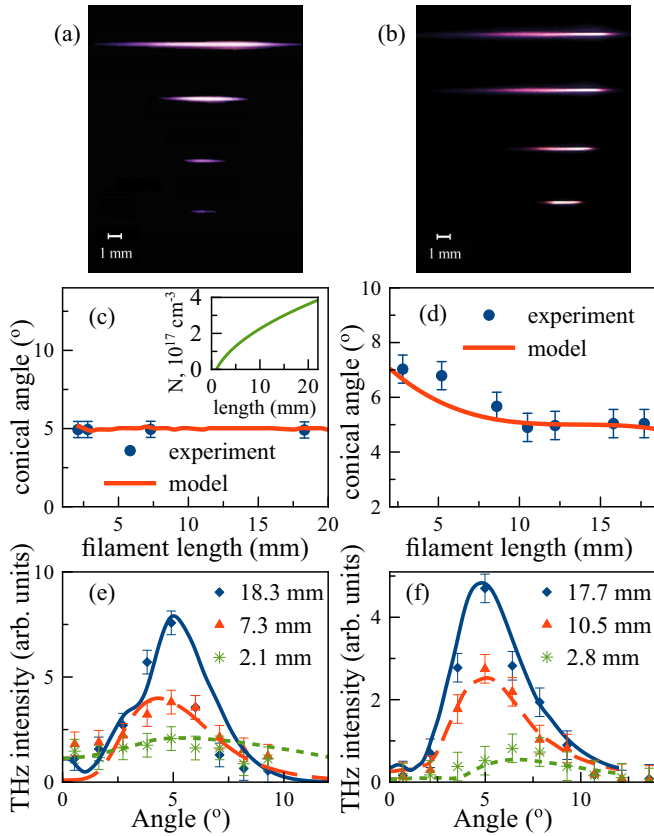 (a)
(b)
1 mm
1 mm
(c)
N, 10¹⁷ cm⁻³
4
2
0
0 10 20
length (mm)
conical angle (°)
10
5
0
experiment
model
5 10 15 20
filament length (mm)
(d)
experiment
model
conical angle (°)
10
8
6
4
2
5 10 15
filament length (mm)
(e)
18.3 mm
7.3 mm
2.1 mm
THz intensity (arb. units)
10
5
0
0 5 10
Angle (°)
(f)
17.7 mm
10.5 mm
2.8 mm
THz intensity (arb. units)
4
2
0
0 5 10
Angle (°)